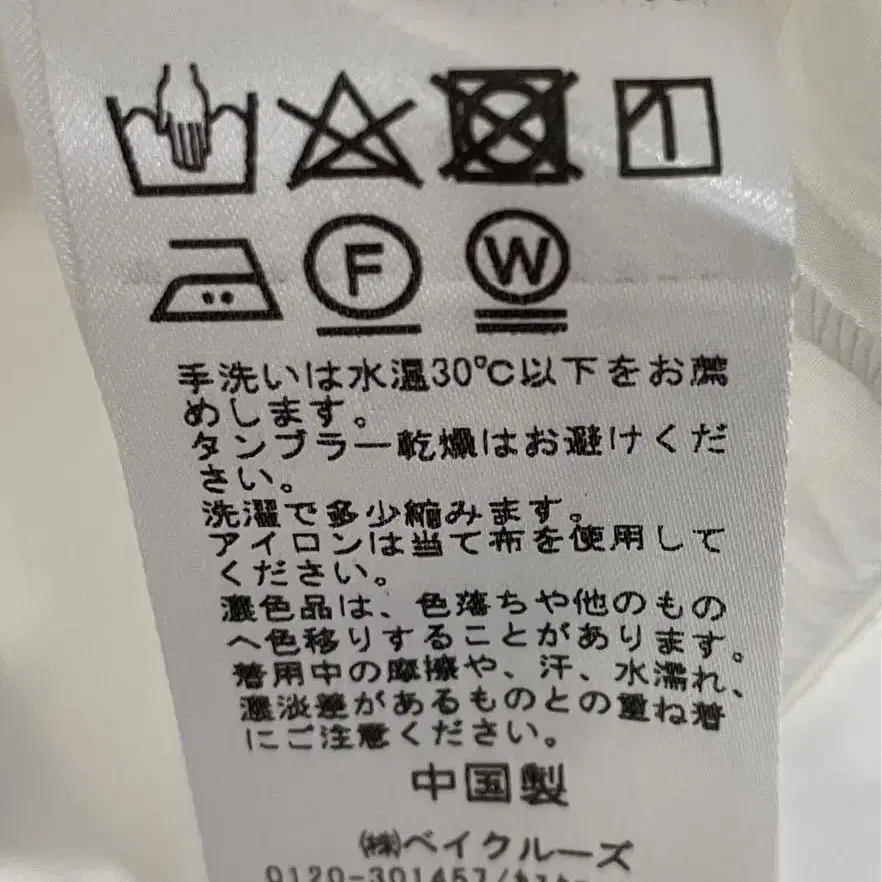 F W
手洗いは水温30℃以下をお薦
めします。
タンブラー乾燥はお避けくだ
さい。
洗濯で多少縮みます。
アイロンは当て布を使用して
ください。
濃色品は、色落ちや他のもの
へ色移りすることがあります。
着用中の摩擦や、汗、水濡れ、
濃淡差があるものとの重ね着
にご注意ください。
中国製
㈱ベイクルーズ
0120-301457/